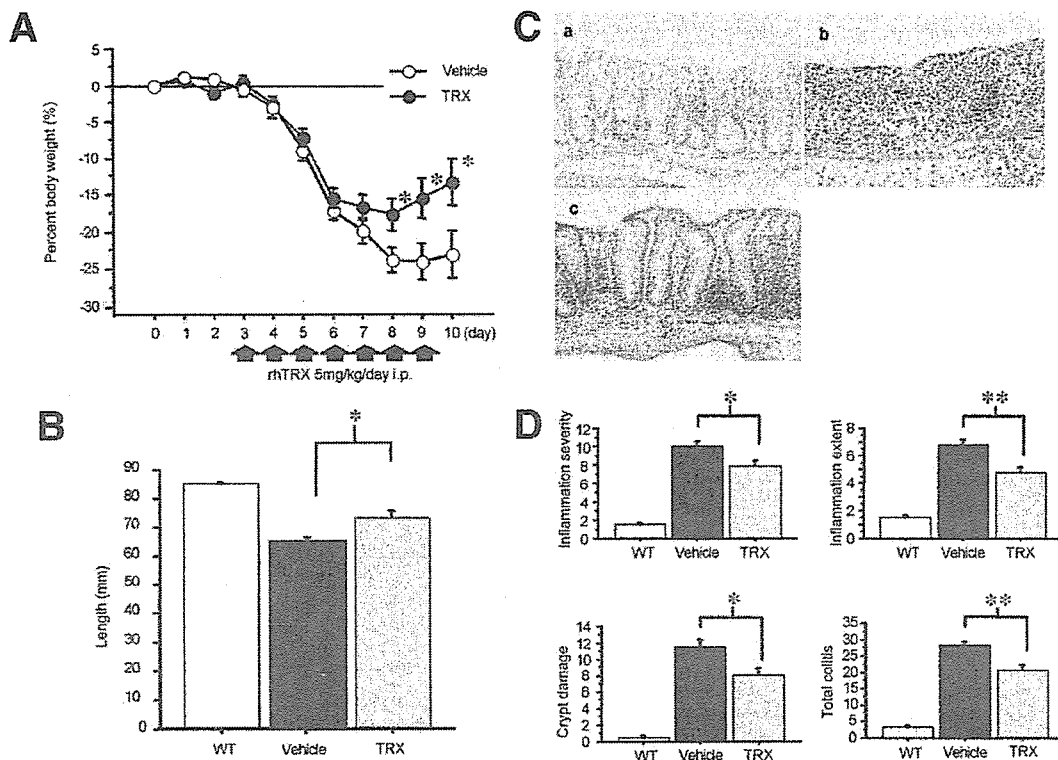 A
Percent body weight (%)
5
0
-5
-10
-15
-20
-25
-30
Vehicle
TRX
*
*
*
0 1 2 3 4 5 6 7 8 9 10 (day)
rhTRX 5mg/kg/day i.p.
B
Length (mm)
90
80
70
60
50
40
30
20
10
0
*
WT Vehicle TRX
C
a
b
c
D
Inflammation severity
12
10
8
6
4
2
0
*
WT Vehicle TRX
Inflammation extent
8
6
4
2
0
**
WT Vehicle TRX
Crypt damage
14
12
10
8
6
4
2
0
*
WT Vehicle TRX
Total colitis
35
30
25
20
15
10
5
0
**
WT Vehicle TRX